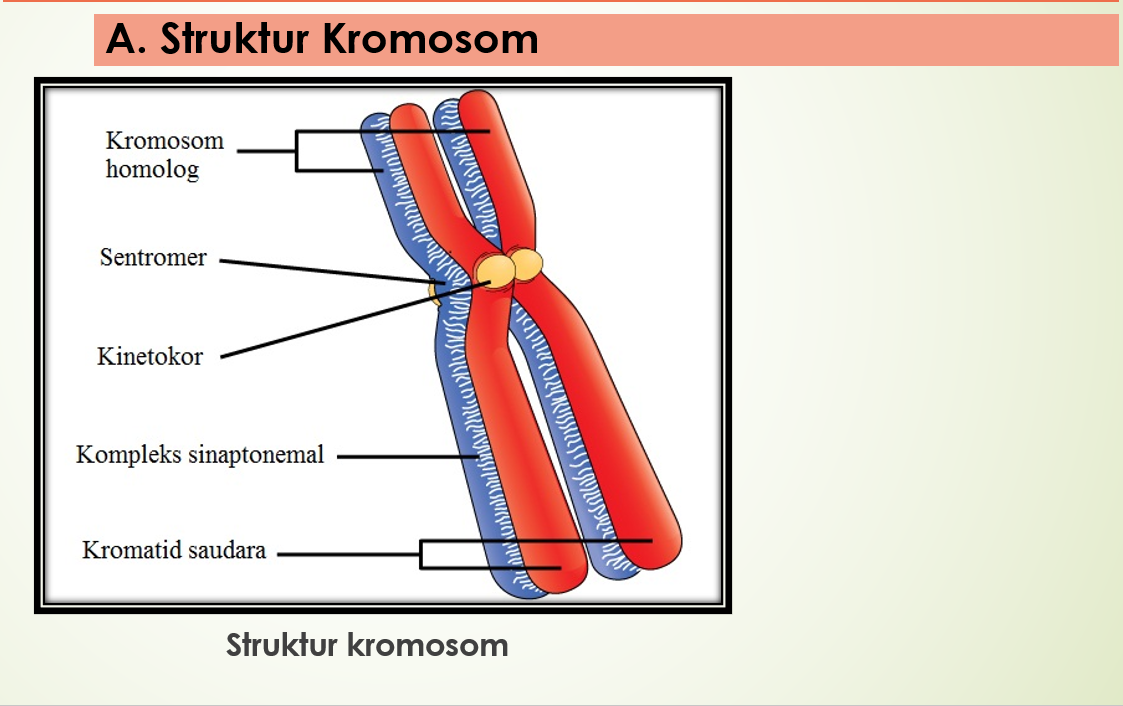 A. Struktur Kromosom
Kromosom
homolog
Sentromer
Kinetokor
Kompleks sinaptonemal
Kromatid saudara
Struktur kromosom